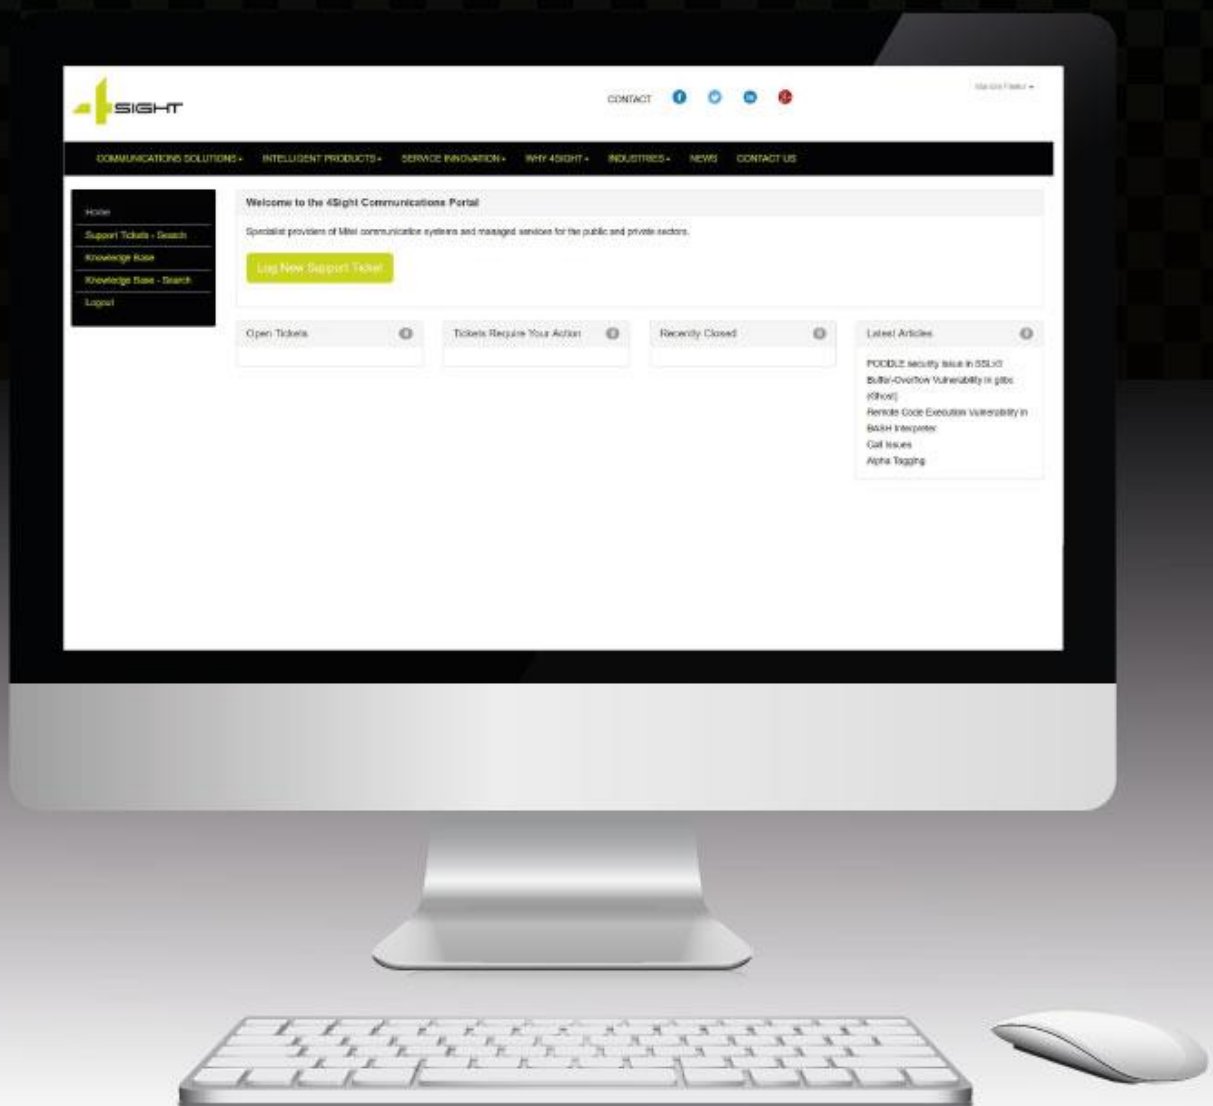 4SIGHT
CONTACT
COMMUNICATIONS SOLUTIONS INTELLIGENT PRODUCTS SERVICE INNOVATION WHY 4SIGHT INDUSTRIES NEWS CONTACT US
Home
Support Tickets - Search
Knowledge Base
Knowledge Base - Search
Logout
Welcome to the 4Sight Communications Portal
Specialist providers of Mitel communication systems and managed services for the public and private sectors.
Log New Support Ticket
Open Tickets
Tickets Require Your Action
Recently Closed
Latest Articles
POODLE security issue in SSLv3
Buffer-Overflow Vulnerability in glibc
(Ghost)
Remote Code Execution Vulnerability in
BASH Interpreter
Call Issues
Alpha Tagging